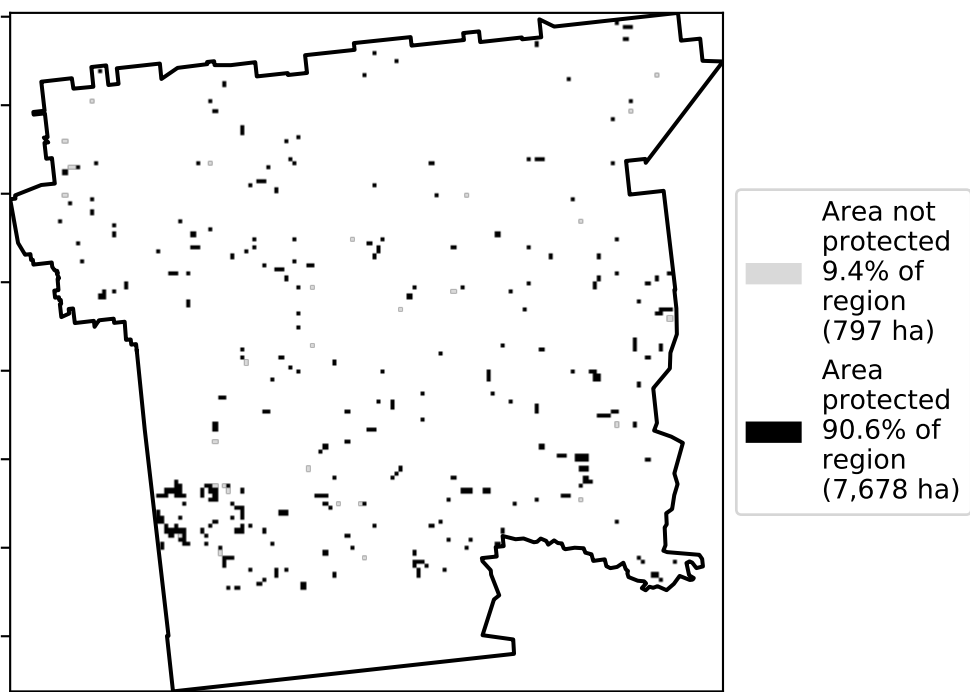 Area not
protected
9.4% of
region
(797 ha)
Area
protected
90.6% of
region
(7,678 ha)